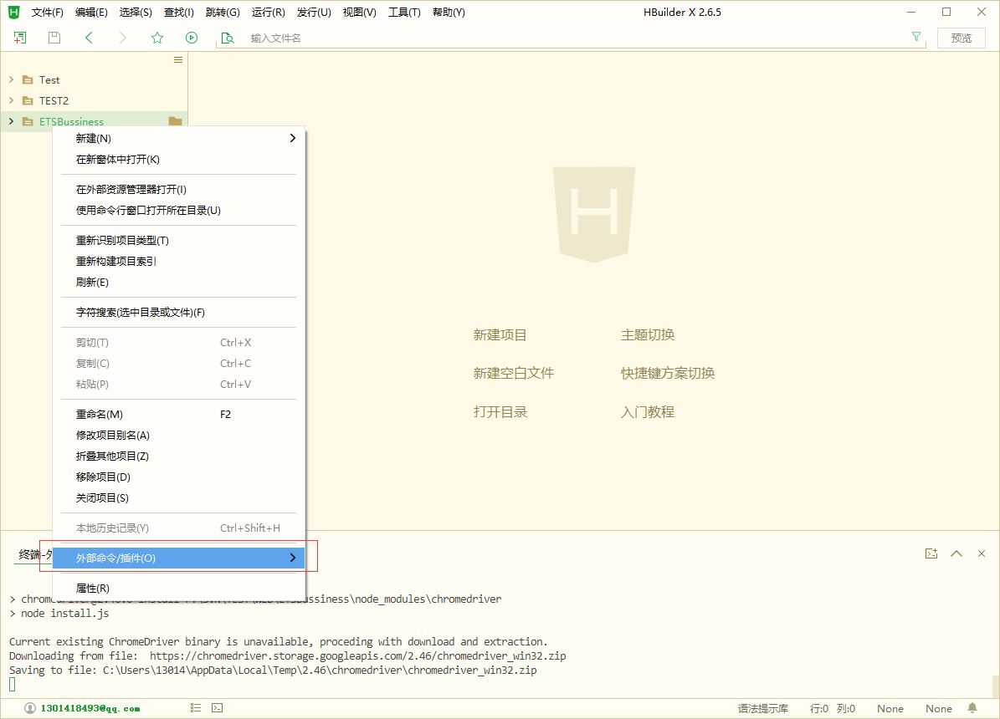 文件(F) 编辑(E) 选择(S) 查找(I) 跳转(G) 运行(R) 发行(U) 视图(V) 工具(T) 帮助(Y) HBuilder X 2.6.5
输入文件名 预览
Test
TEST2
ETSBussiness
新建(N)
在新窗体中打开(K)
在外部资源管理器打开(I)
使用命令行窗口打开所在目录(U)
重新识别项目类型(T)
重新构建项目索引
刷新(E)
字符搜索(选中目录或文件)(F)
剪切(T) Ctrl+X
复制(C) Ctrl+C
粘贴(P) Ctrl+V
重命名(M) F2
修改项目别名(A)
折叠其他项目(Z)
移除项目(D)
关闭项目(S)
本地历史记录(Y) Ctrl+Shift+H
外部命令/插件(O)
属性(R)
H
新建项目 主题切换
新建空白文件 快捷键方案切换
打开目录 入门教程
终端-外
> chrom ussiness\node_modules\chromedriver
> node install.js
Current existing ChromeDriver binary is unavailable, proceding with download and extraction.
Downloading from file:  https://chromedriver.storage.googleapis.com/2.46/chromedriver_win32.zip
Saving to file: C:\Users\13014\AppData\Local\Temp\2.46\chromedriver\chromedriver_win32.zip
1301418493@qq.com 语法提示库 行:0 列:0 None None